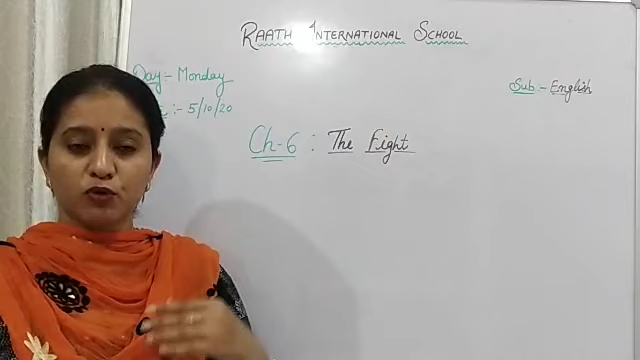 RAATH INTERNATIONAL SCHOOL
Day - Monday
:- 5/10/20
Sub - English
Ch-6 : The Fight